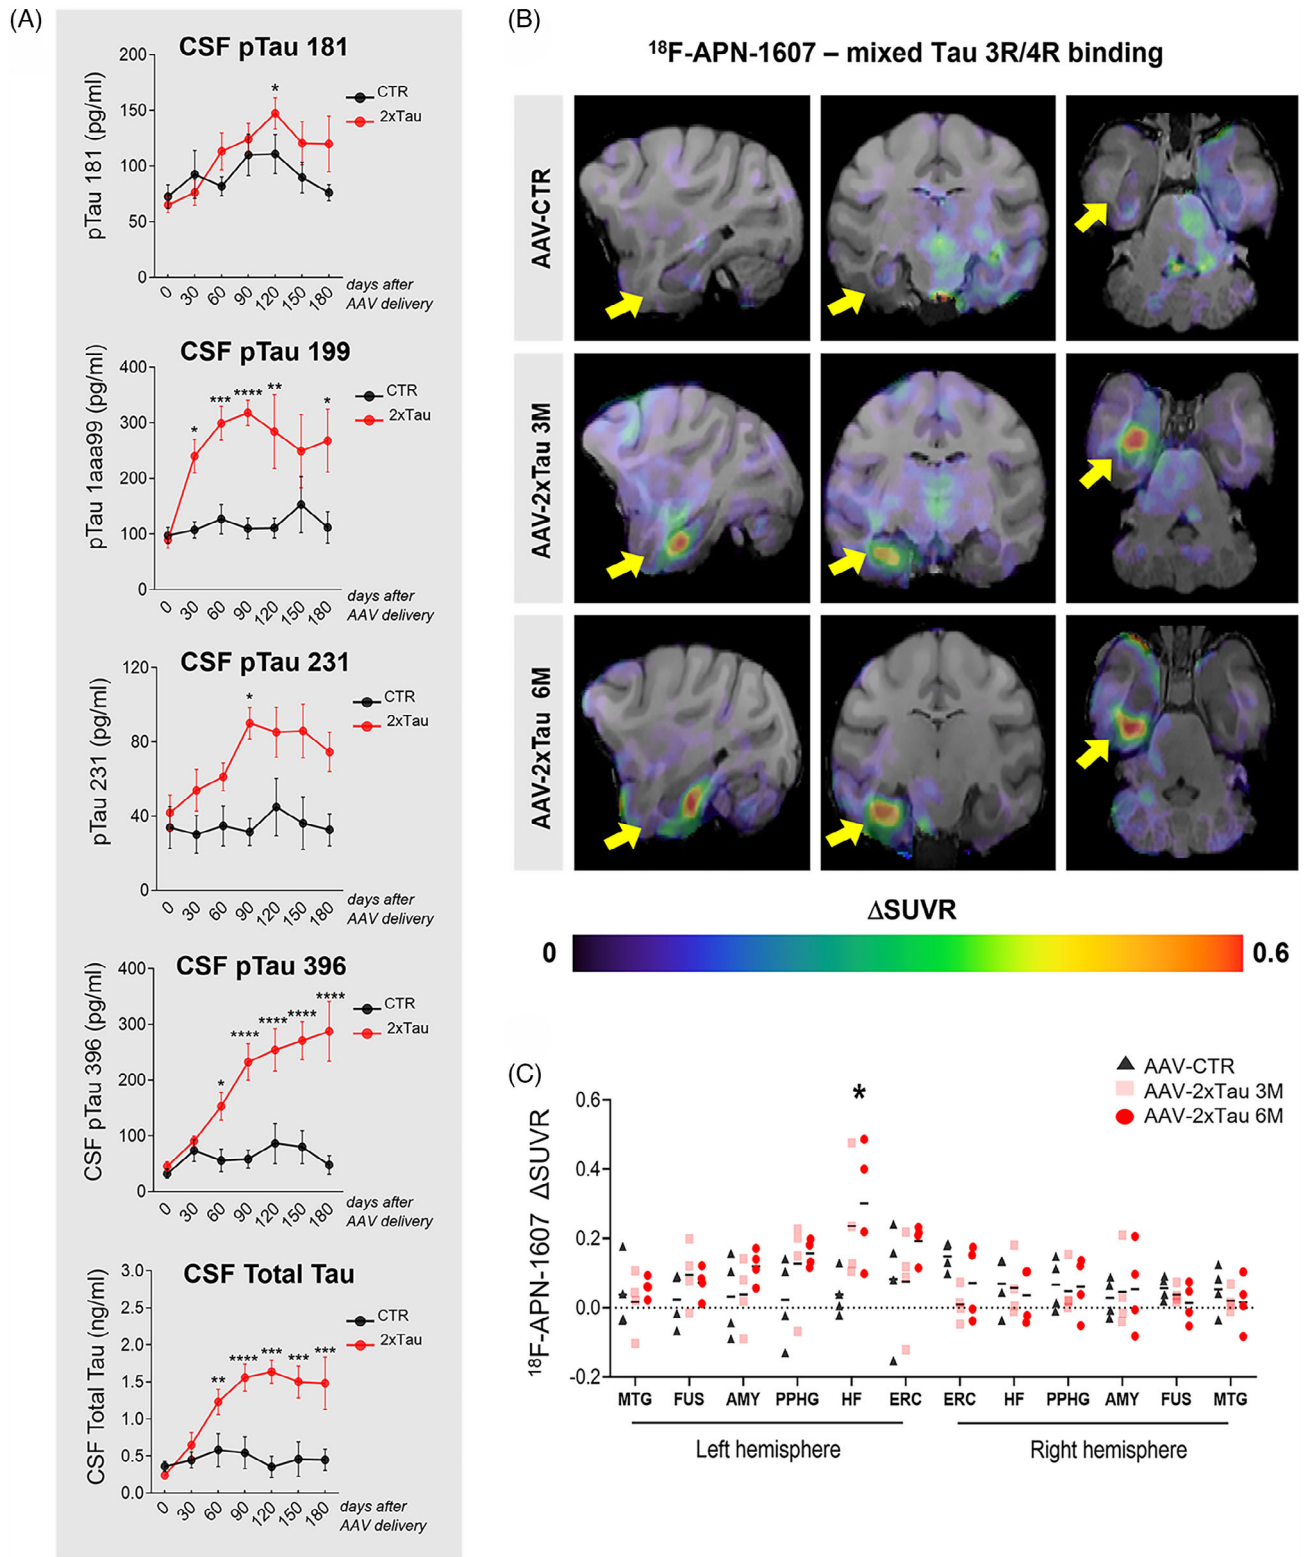 (A)
CSF pTau 181
pTau 181 (pg/ml)
200
150
100
50
0
CTR
2xTau
*
0 30 60 90 120 150 180
days after
AAV delivery
CSF pTau 199
pTau 1aaa99 (pg/ml)
400
300
200
100
0
CTR
2xTau
* *** **** ** *
0 30 60 90 120 150 180
days after
AAV delivery
CSF pTau 231
pTau 231 (pg/ml)
120
80
40
0
CTR
2xTau
*
0 30 60 90 120 150 180
days after
AAV delivery
CSF pTau 396
CSF pTau 396 (pg/ml)
400
300
200
100
0
CTR
2xTau
* **** **** **** ****
0 30 60 90 120 150 180
days after
AAV delivery
CSF Total Tau
CSF Total Tau (ng/ml)
3.0
2.5
2.0
1.5
1.0
0.5
0.0
CTR
2xTau
** **** *** *** ***
0 30 60 90 120 150 180
days after
AAV delivery
(B)
¹⁸F-APN-1607 – mixed Tau 3R/4R binding
AAV-CTR
AAV-2xTau 3M
AAV-2xTau 6M
ΔSUVR
0
0.6
(C)
AAV-CTR
AAV-2xTau 3M
AAV-2xTau 6M
¹⁸F-APN-1607 ΔSUVR
0.6
0.4
0.2
0.0
-0.2
*
MTG FUS AMY PPHG HF ERC ERC HF PPHG AMY FUS MTG
Left hemisphere
Right hemisphere